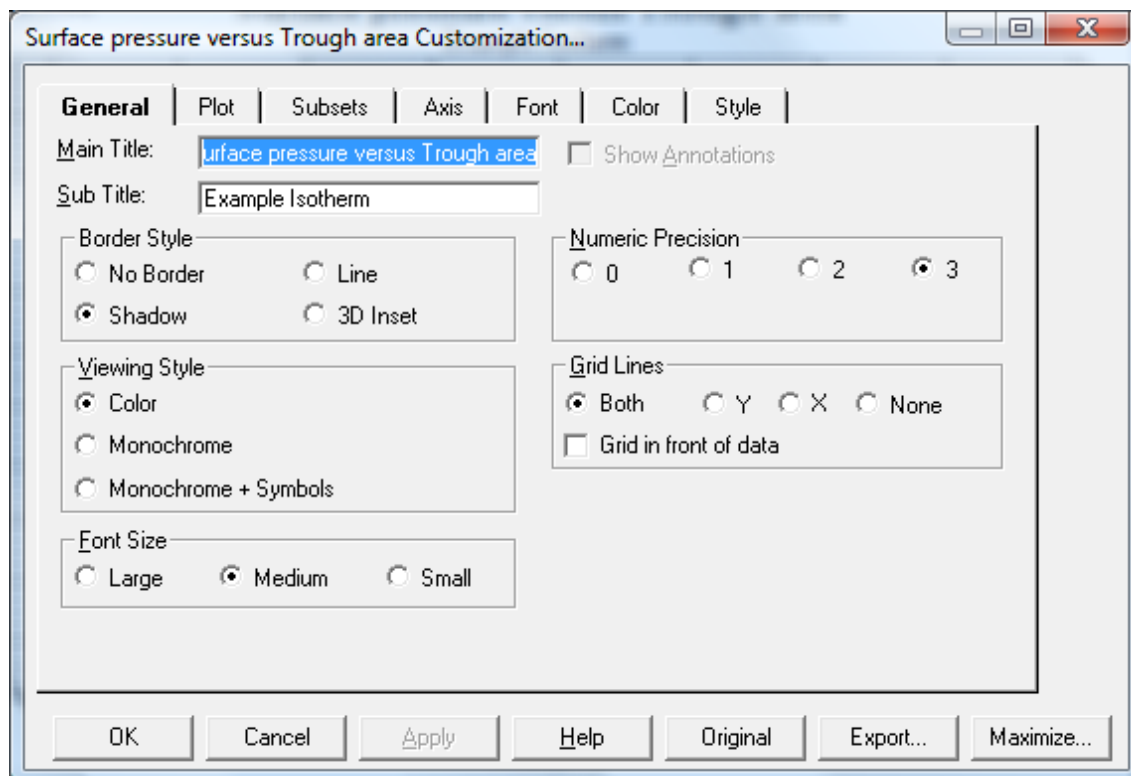 Surface pressure versus Trough area Customization...
General Plot Subsets Axis Font Color Style
Main Title: urface pressure versus Trough area Show Annotations
Sub Title: Example Isotherm
Border Style
No Border Line
Shadow 3D Inset
Numeric Precision
0 1 2 3
Viewing Style
Color
Monochrome
Monochrome + Symbols
Grid Lines
Both Y X None
Grid in front of data
Font Size
Large Medium Small
OK Cancel Apply Help Original Export... Maximize...